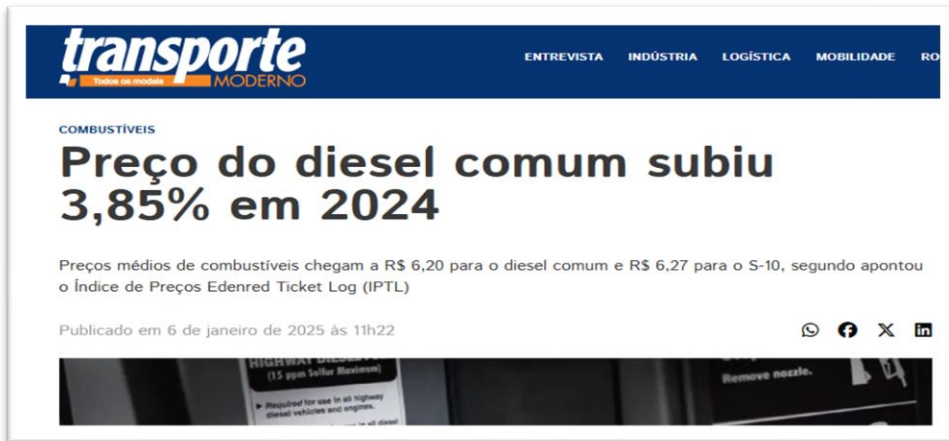 transporte
Todos os modais
MODERNO
ENTREVISTA INDÚSTRIA LOGÍSTICA MOBILIDADE RO
COMBUSTÍVEIS
Preço do diesel comum subiu
3,85% em 2024
Preços médios de combustíveis chegam a R$ 6,20 para o diesel comum e R$ 6,27 para o S-10, segundo apontou
o Índice de Preços Edenred Ticket Log (IPTL)
Publicado em 6 de janeiro de 2025 às 11h22
(15 ppm Sulfur Maximum)
Required for use in all highway
diesel vehicles and engines.
Remove nozzle.